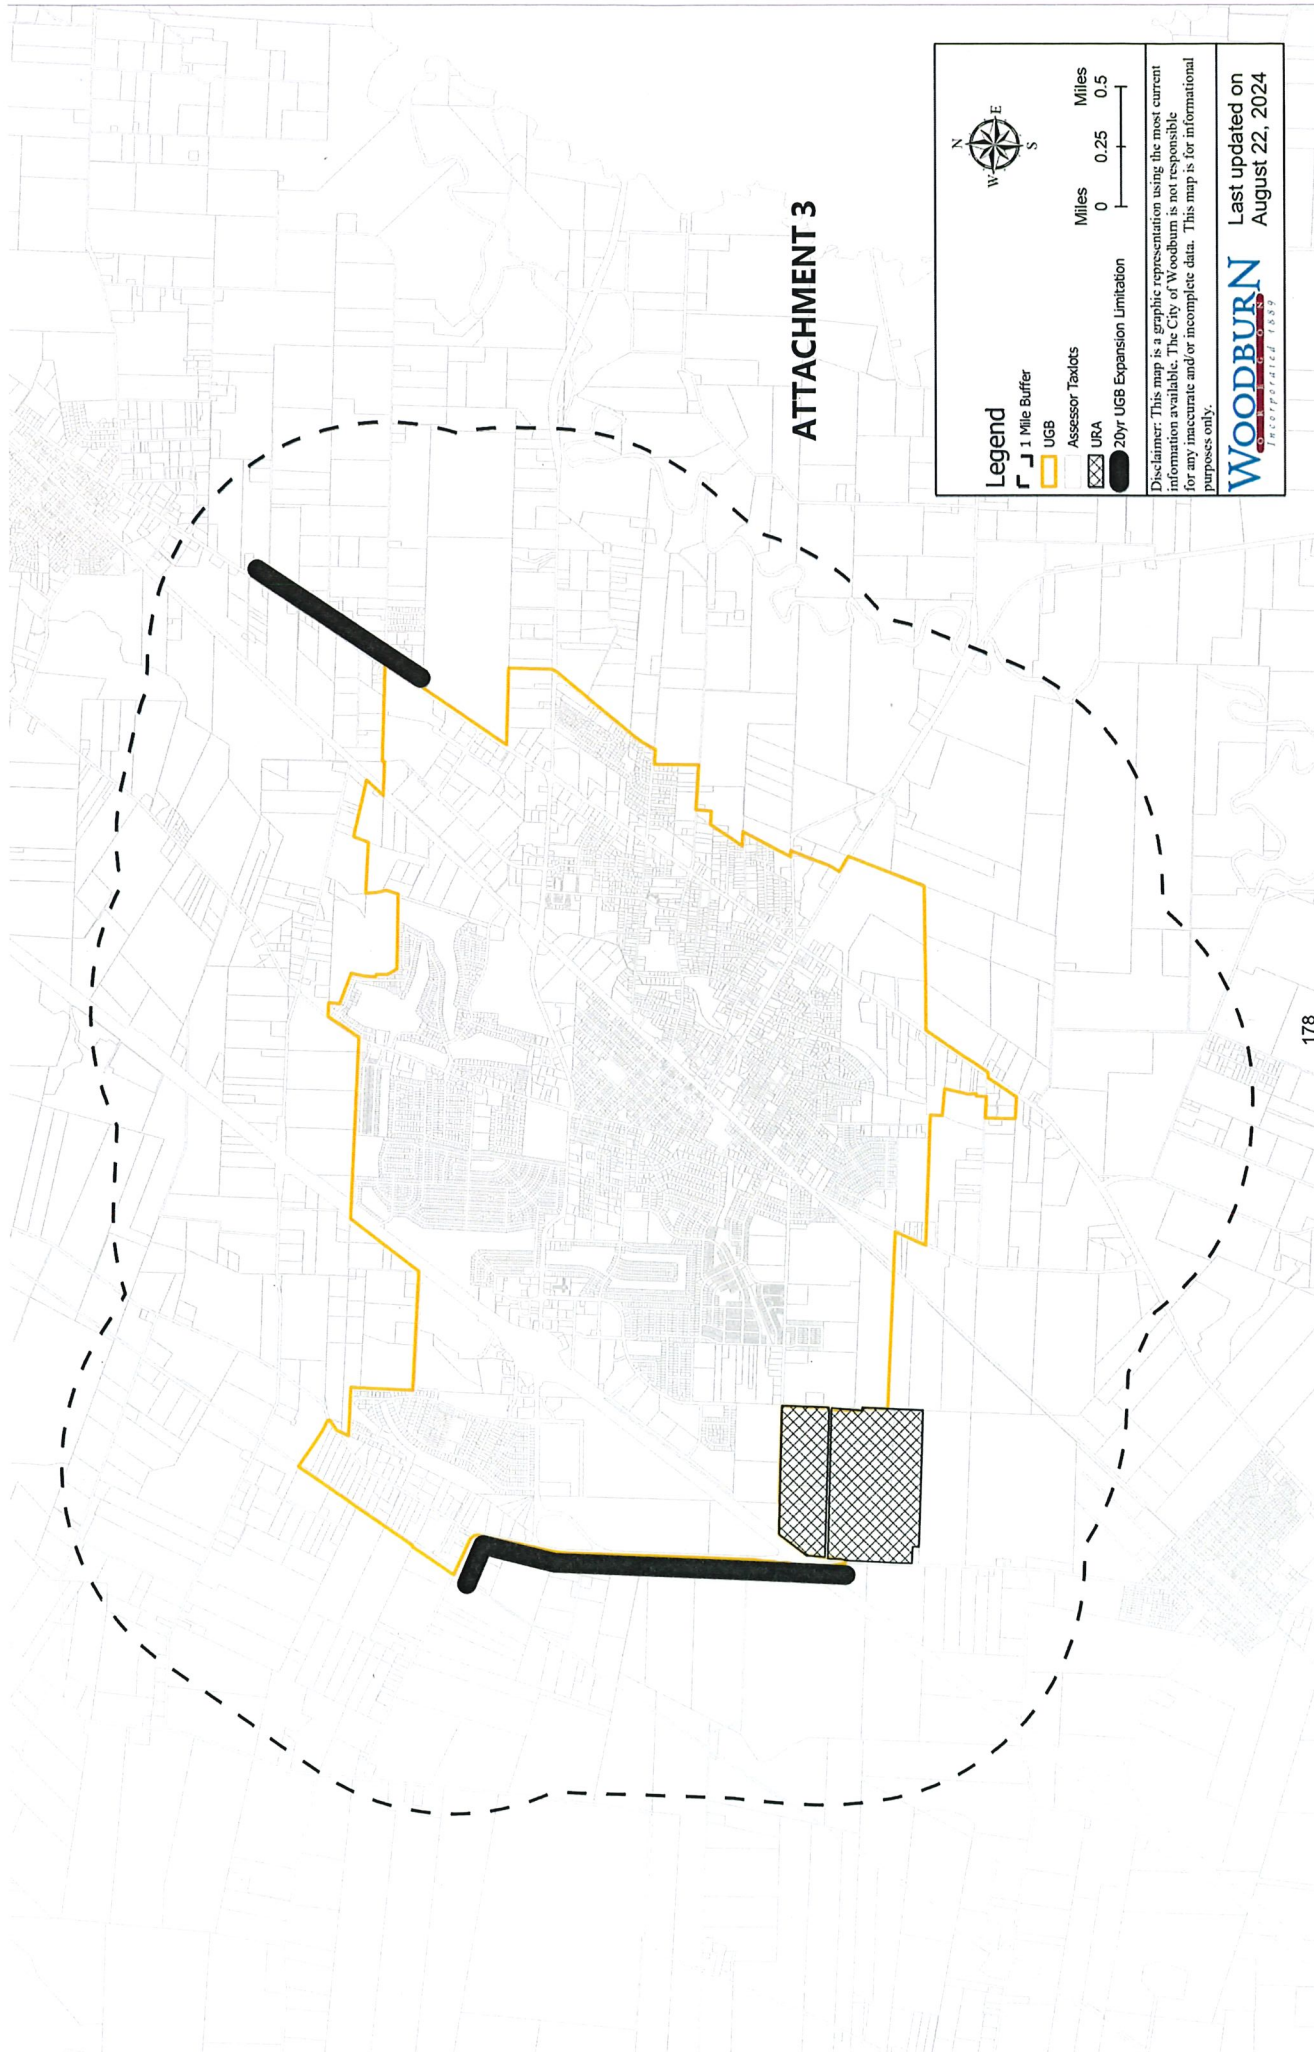 ATTACHMENT 3
Legend
1 Mile Buffer
UGB
Assessor Taxlots
URA
20yr UGB Expansion Limitation
N
W
E
S
Miles
Miles
0
0.25
0.5
Disclaimer: This map is a graphic representation using the most current
information available. The City of Woodburn is not responsible
for any inaccurate and/or incomplete data. This map is for informational
purposes only.
WOODBURN
OREGON
Incorporated 1889
Last updated on
August 22, 2024
178